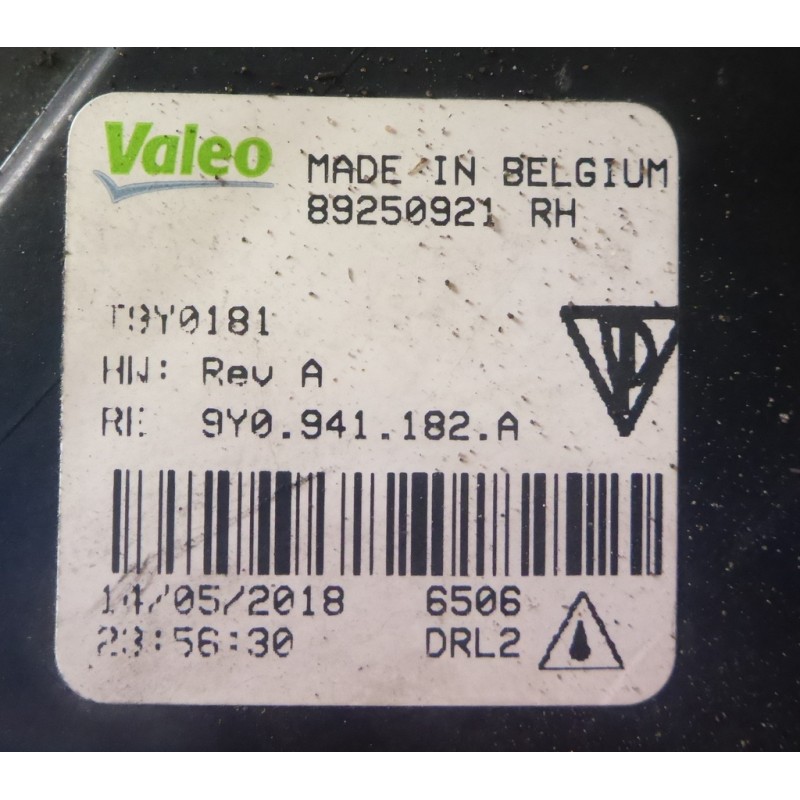 Valeo
MADE IN BELGIUM
89250921 RH
T9Y0181
HW: Rev A
RE 9Y0.941.182.A
14/05/2018 6506
23:56:30 DRL2